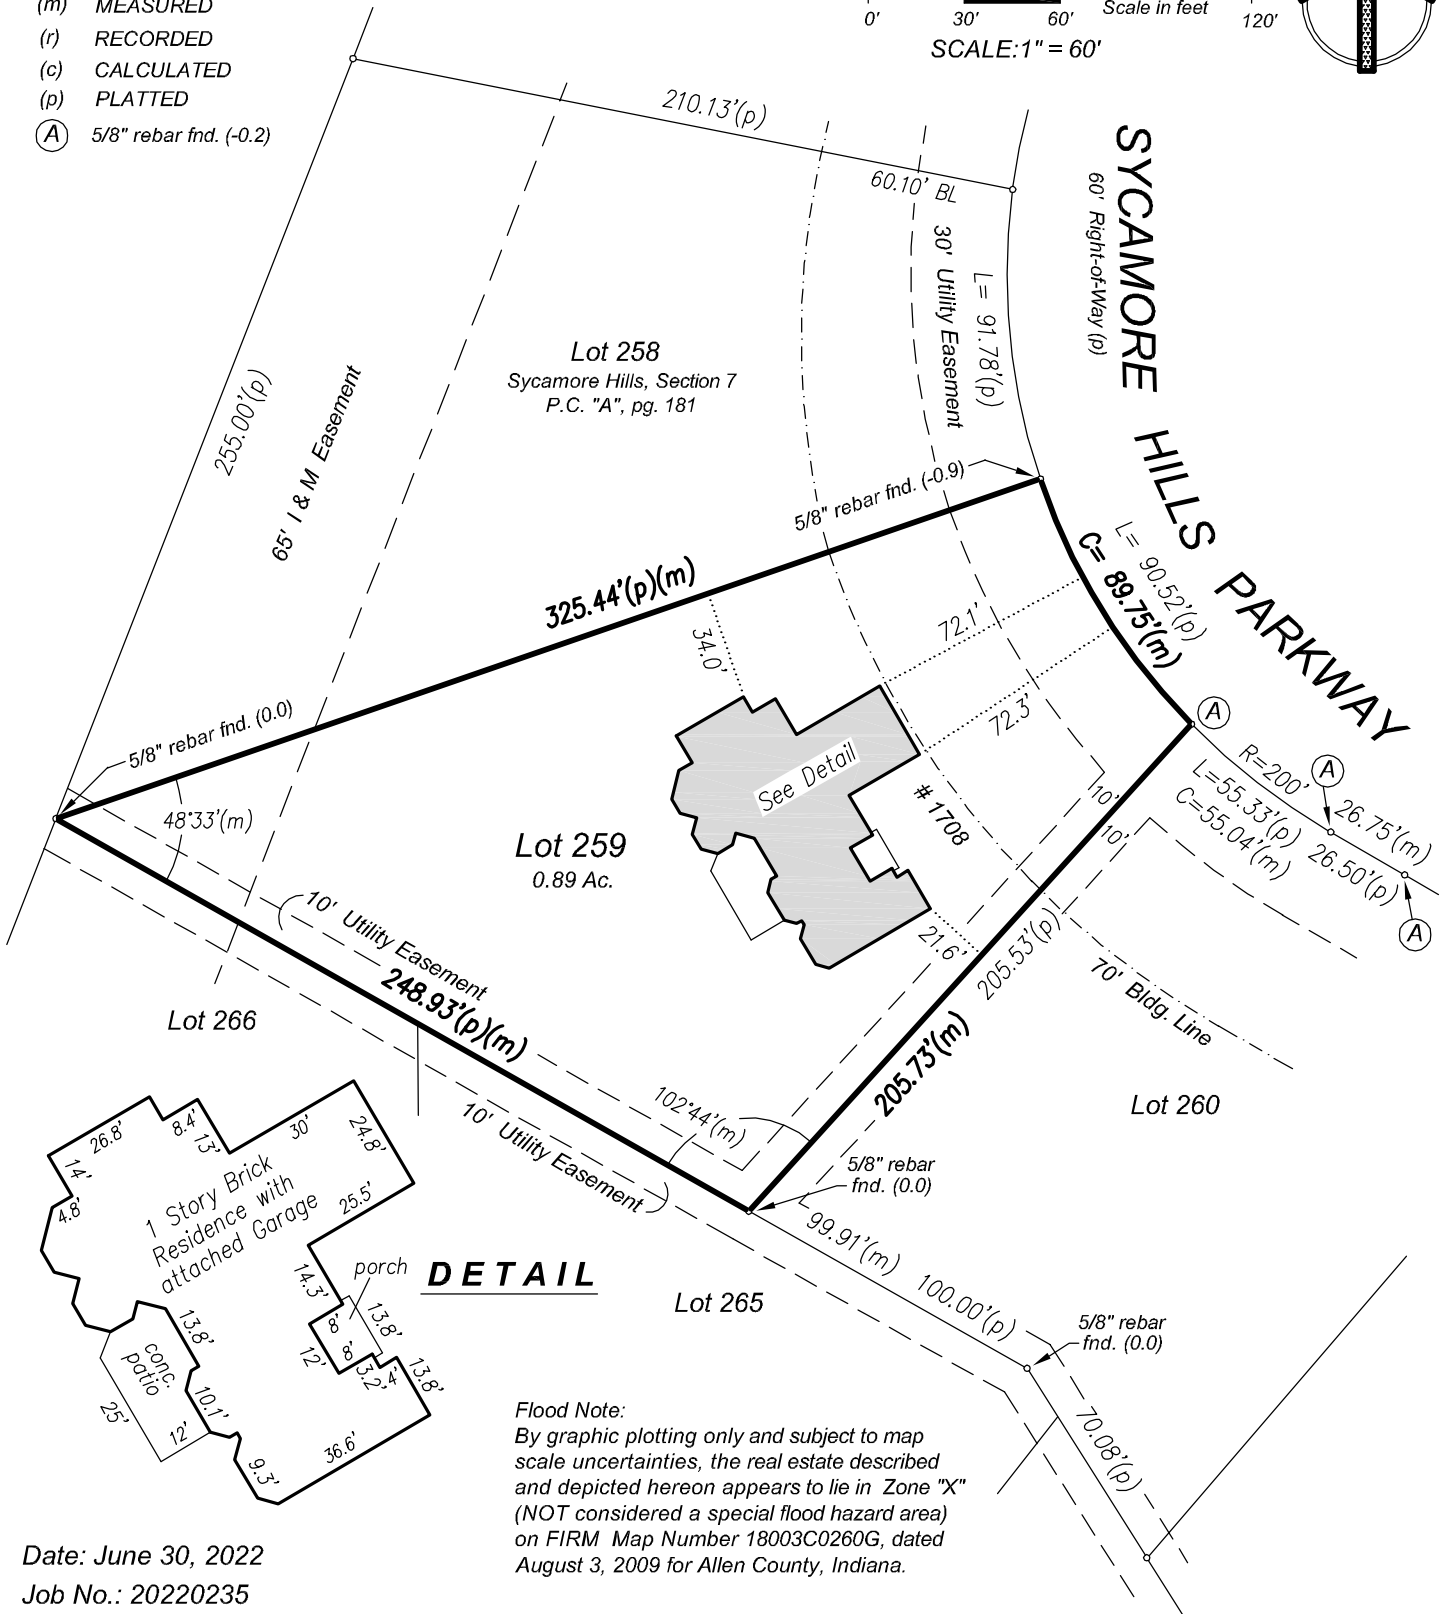 (m) MEASURED
(r) RECORDED
(c) CALCULATED
(p) PLATTED
(A) 5/8" rebar fnd. (-0.2)
0' 30' 60' Scale in feet 120'
SCALE:1" = 60'
210.13'(p)
60.10' BL
30' Utility Easement
L= 91.78'(p)
SYCAMORE HILLS PARKWAY
60' Right-of-Way (p)
255.00'(p)
65' I & M Easement
Lot 258
Sycamore Hills, Section 7
P.C. "A", pg. 181
5/8" rebar fnd. (-0.9)
325.44'(p)(m)
L= 90.52'(p)
C= 89.75'(m)
34.0'
72.1'
72.3'
A
5/8" rebar fnd. (0.0)
48°33'(m)
See Detail
# 1708
10'
10'
R=200'
A
L=55.33'(p)
C=55.04'(m)
26.75'(m)
26.50'(p)
A
Lot 259
0.89 Ac.
10' Utility Easement
248.93'(p)(m)
21.6'
205.53'(p)
205.73'(m)
70' Bldg. Line
Lot 266
Lot 260
102°44'(m)
10' Utility Easement
5/8" rebar
fnd. (0.0)
99.91'(m)
100.00'(p)
5/8" rebar
fnd. (0.0)
70.08'(p)
Lot 265
DETAIL
26.8'
8.4'
13'
30'
24.8'
14'
4.8'
1 Story Brick
Residence with
attached Garage
25.5'
porch
14.3'
8'
13.8'
8'
12'
3.2'
4'
13.8'
13.8'
conc.
patio
25'
12'
10.1'
9.3'
36.6'
Flood Note:
By graphic plotting only and subject to map
scale uncertainties, the real estate described
and depicted hereon appears to lie in Zone "X"
(NOT considered a special flood hazard area)
on FIRM Map Number 18003C0260G, dated
August 3, 2009 for Allen County, Indiana.
Date: June 30, 2022
Job No.: 20220235